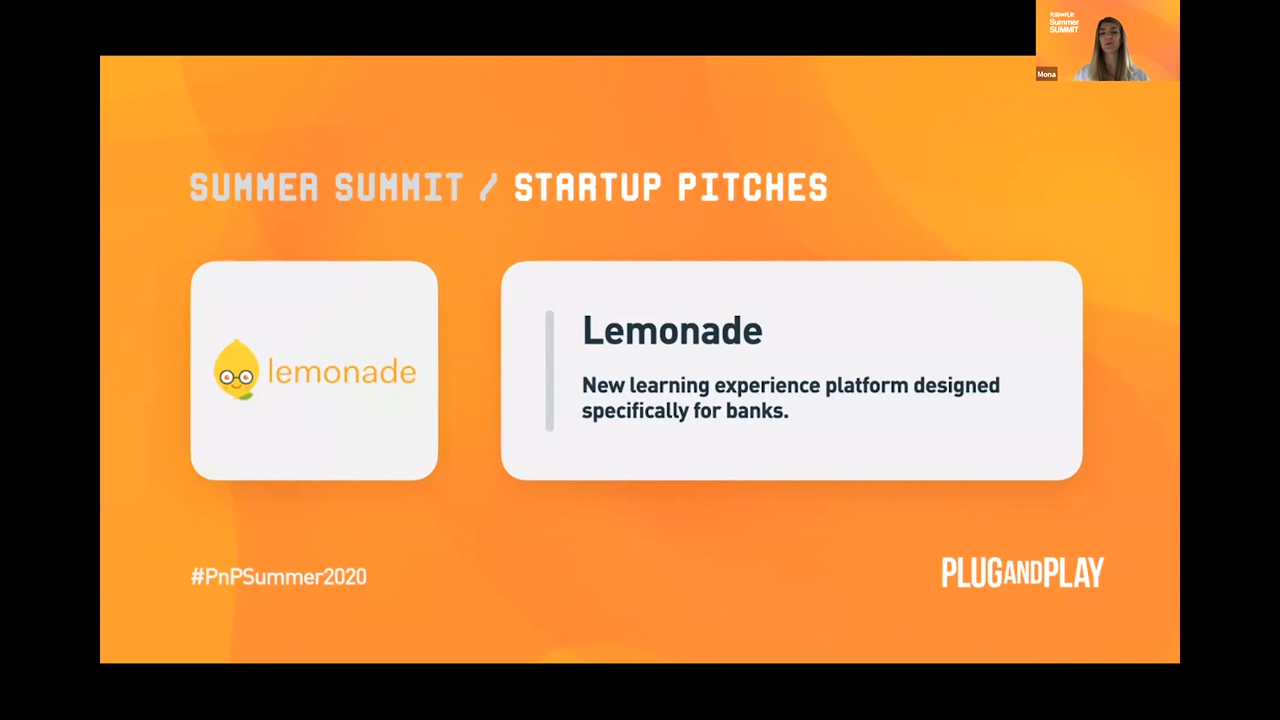 PLUGANDPLAY
Summer
SUMMIT
Mona
SUMMER SUMMIT / STARTUP PITCHES
lemonade
Lemonade
New learning experience platform designed
specifically for banks.
#PnPSummer2020
PLUGANDPLAY